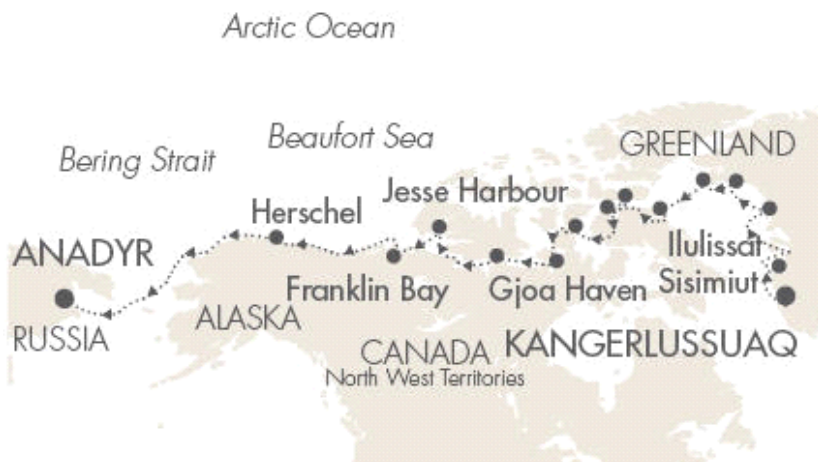 Arctic Ocean
Beaufort Sea
Bering Strait
GREENLAND
Jesse Harbour
Herschel
ANADYR
Ilulissat
Sisimiut
Franklin Bay
Gjoa Haven
ALASKA
RUSSIA
CANADA
KANGERLUSSUAQ
North West Territories